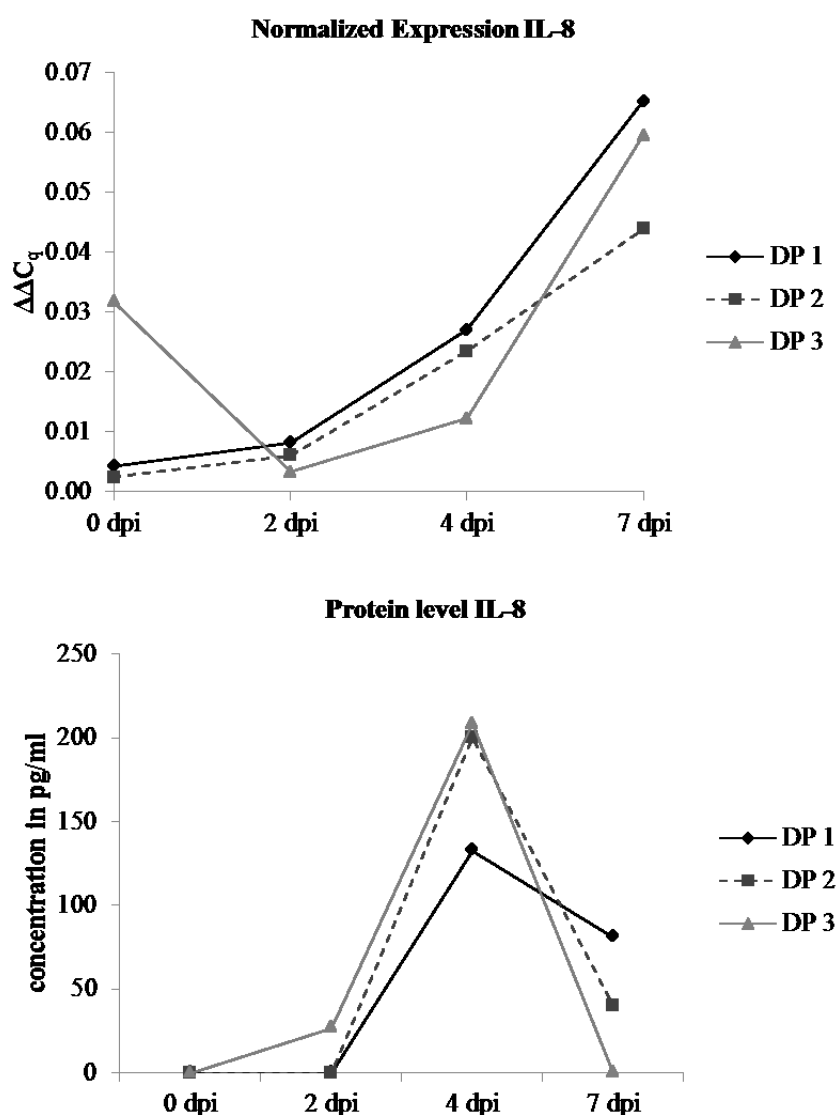 Normalized Expression IL-8
0.07
0.06
0.05
0.04
0.03
0.02
0.01
0.00
ΔΔCq
0 dpi 2 dpi 4 dpi 7 dpi
DP 1
DP 2
DP 3
Protein level IL-8
250
200
150
100
50
0
concentration in pg/ml
0 dpi 2 dpi 4 dpi 7 dpi
DP 1
DP 2
DP 3